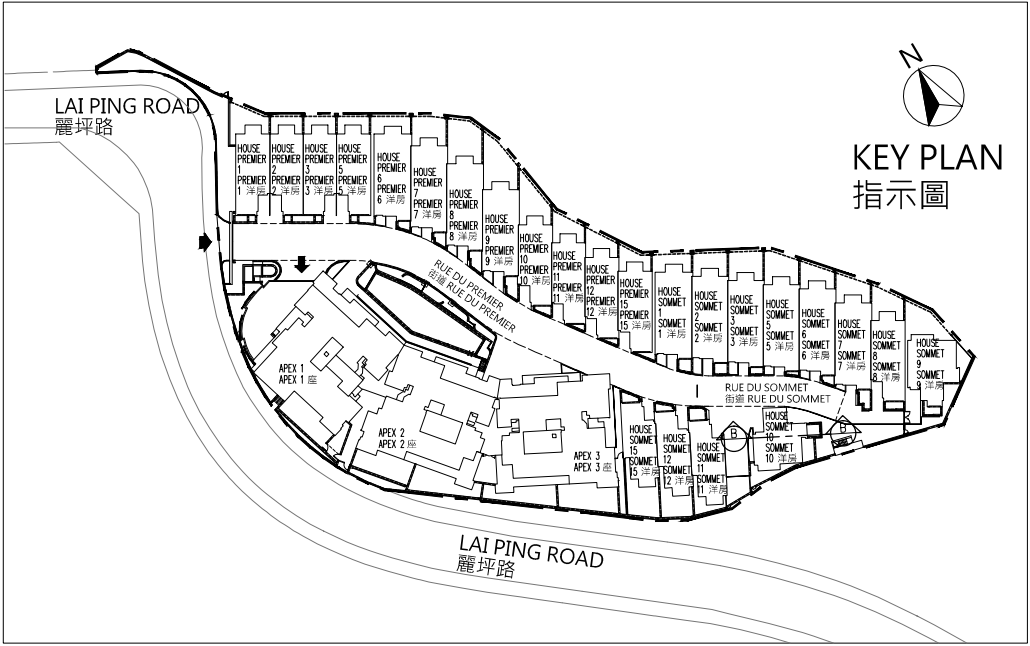 N
KEY PLAN
指示圖
LAI PING ROAD
麗坪路
HOUSE
PREMIER
1
PREMIER
1 洋房
HOUSE
PREMIER
2
PREMIER
2 洋房
HOUSE
PREMIER
3
PREMIER
3 洋房
HOUSE
PREMIER
5
PREMIER
5 洋房
HOUSE
PREMIER
6
PREMIER
6 洋房
HOUSE
PREMIER
7
PREMIER
7 洋房
HOUSE
PREMIER
8
PREMIER
8 洋房
HOUSE
PREMIER
9
PREMIER
9 洋房
HOUSE
PREMIER
10
PREMIER
10 洋房
HOUSE
PREMIER
11
PREMIER
11 洋房
HOUSE
PREMIER
12
PREMIER
12 洋房
HOUSE
PREMIER
15
PREMIER
15 洋房
HOUSE
SOMMET
1
SOMMET
1 洋房
HOUSE
SOMMET
2
SOMMET
2 洋房
HOUSE
SOMMET
3
SOMMET
3 洋房
HOUSE
SOMMET
5
SOMMET
5 洋房
HOUSE
SOMMET
6
SOMMET
6 洋房
HOUSE
SOMMET
7
SOMMET
7 洋房
HOUSE
SOMMET
8
SOMMET
8 洋房
HOUSE
SOMMET
9
SOMMET
9 洋房
RUE DU PREMIER
街道 RUE DU PREMIER
RUE DU SOMMET
街道 RUE DU SOMMET
APEX 1
APEX 1 座
APEX 2
APEX 2 座
APEX 3
APEX 3 座
HOUSE
SOMMET
15
SOMMET
15 洋房
HOUSE
SOMMET
12
SOMMET
12 洋房
HOUSE
SOMMET
11
SOMMET
11 洋房
B
HOUSE
SOMMET
10
SOMMET
10 洋房
B
LAI PING ROAD
麗坪路